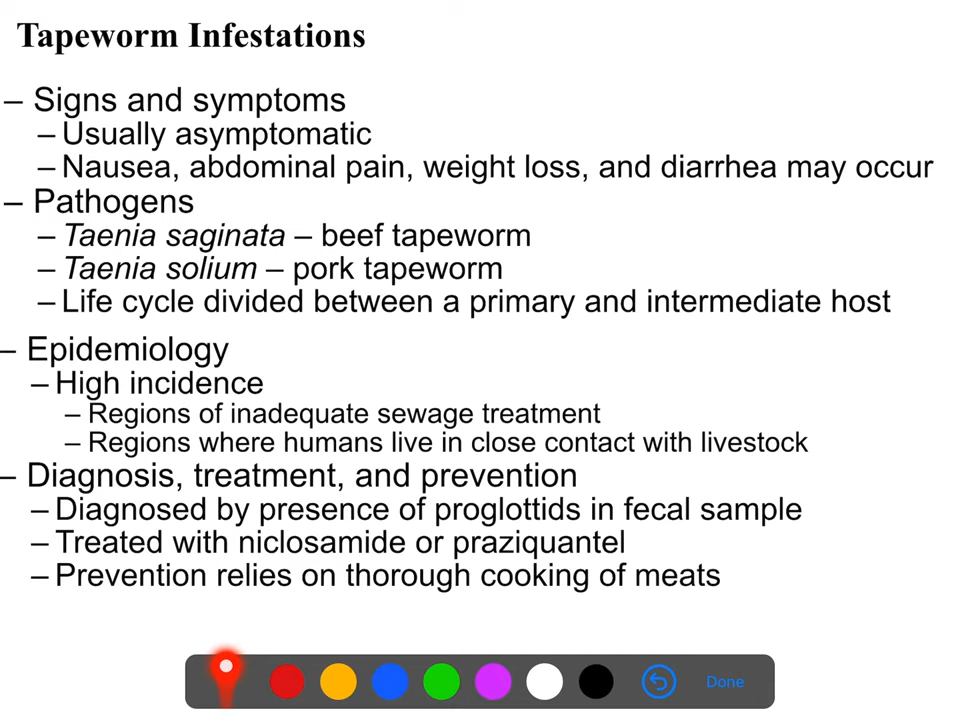 Tapeworm Infestations
– Signs and symptoms
– Usually asymptomatic
– Nausea, abdominal pain, weight loss, and diarrhea may occur
– Pathogens
– Taenia saginata – beef tapeworm
– Taenia solium – pork tapeworm
– Life cycle divided between a primary and intermediate host
– Epidemiology
– High incidence
– Regions of inadequate sewage treatment
– Regions where humans live in close contact with livestock
– Diagnosis, treatment, and prevention
– Diagnosed by presence of proglottids in fecal sample
– Treated with niclosamide or praziquantel
– Prevention relies on thorough cooking of meats
Done